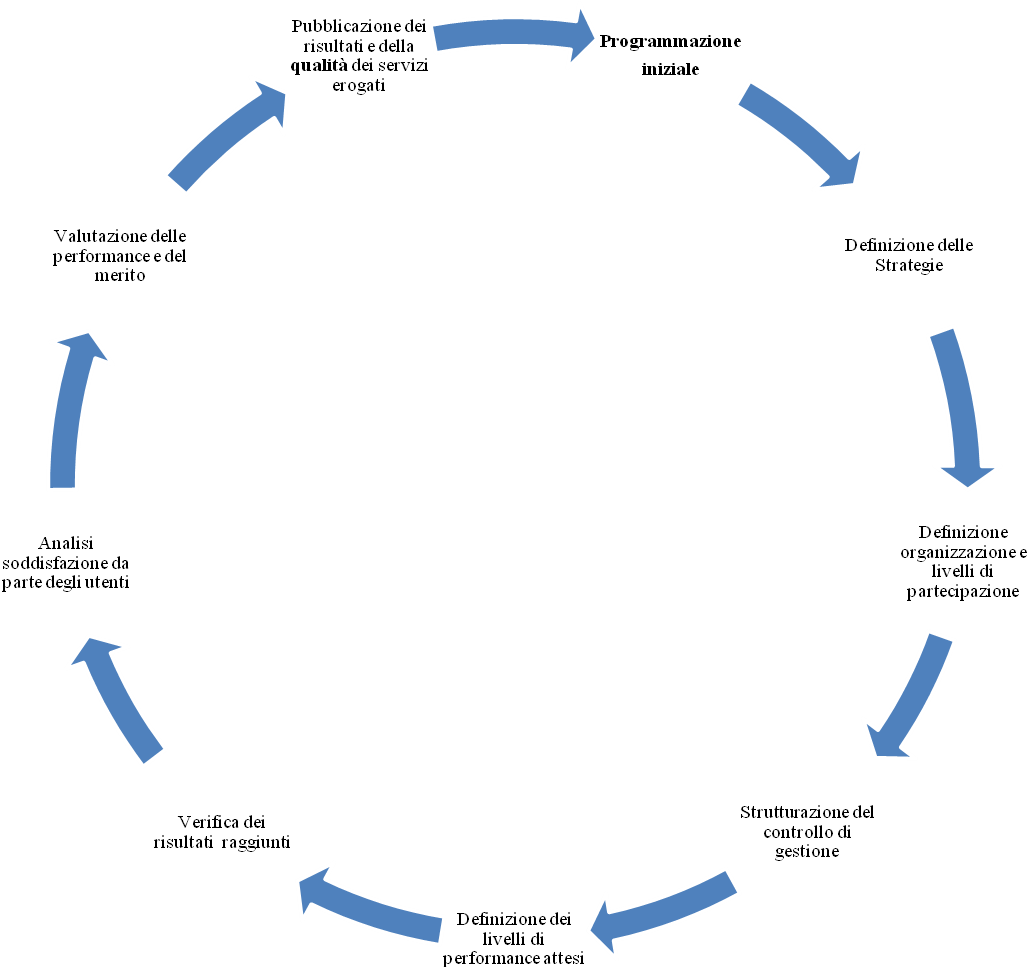 Pubblicazione dei
risultati e della
qualità dei servizi
erogati
Programmazione
iniziale
Definizione delle
Strategie
Definizione
organizzazione e
livelli di
partecipazione
Strutturazione del
controllo di
gestione
Definizione dei
livelli di
performance attesi
Verifica dei
risultati raggiunti
Analisi
soddisfazione da
parte degli utenti
Valutazione delle
performance e del
merito